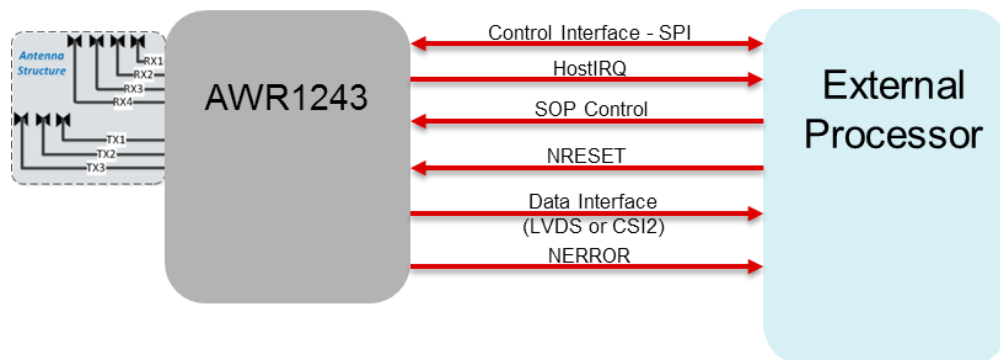 Antenna
Structure
RX1
RX2
RX3
RX4
TX1
TX2
TX3
AWR1243
Control Interface - SPI
HostIRQ
SOP Control
NRESET
Data Interface
(LVDS or CSI2)
NERROR
External
Processor